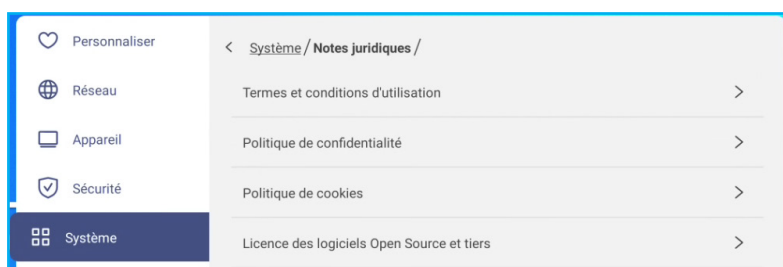 Personnaliser
Système / Notes juridiques /
Réseau
Termes et conditions d'utilisation
Appareil
Politique de confidentialité
Sécurité
Politique de cookies
Système
Licence des logiciels Open Source et tiers